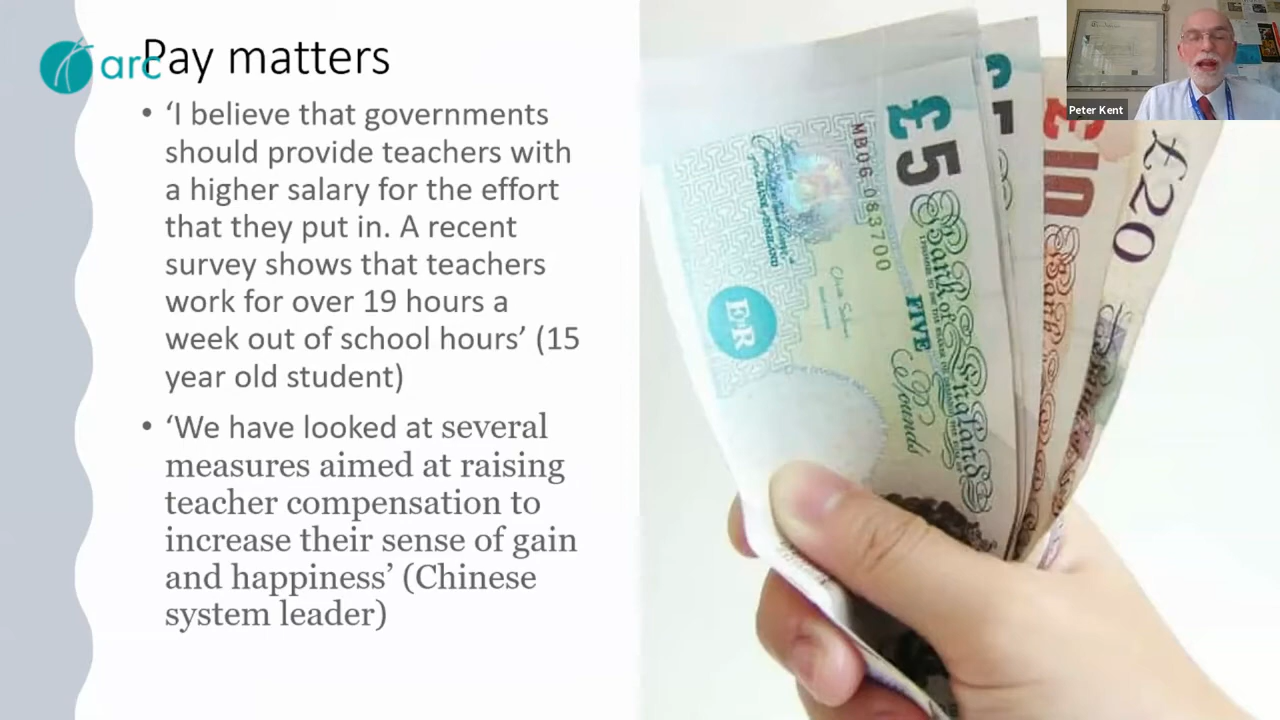 arc
Pay matters
• ‘I believe that governments
should provide teachers with
a higher salary for the effort
that they put in. A recent
survey shows that teachers
work for over 19 hours a
week out of school hours’ (15
year old student)
• ‘We have looked at several
measures aimed at raising
teacher compensation to
increase their sense of gain
and happiness’ (Chinese
system leader)
£5
MB06 083700
Bank of England
FIVE
Pounds
E R
£10
Bank
£20
Peter Kent